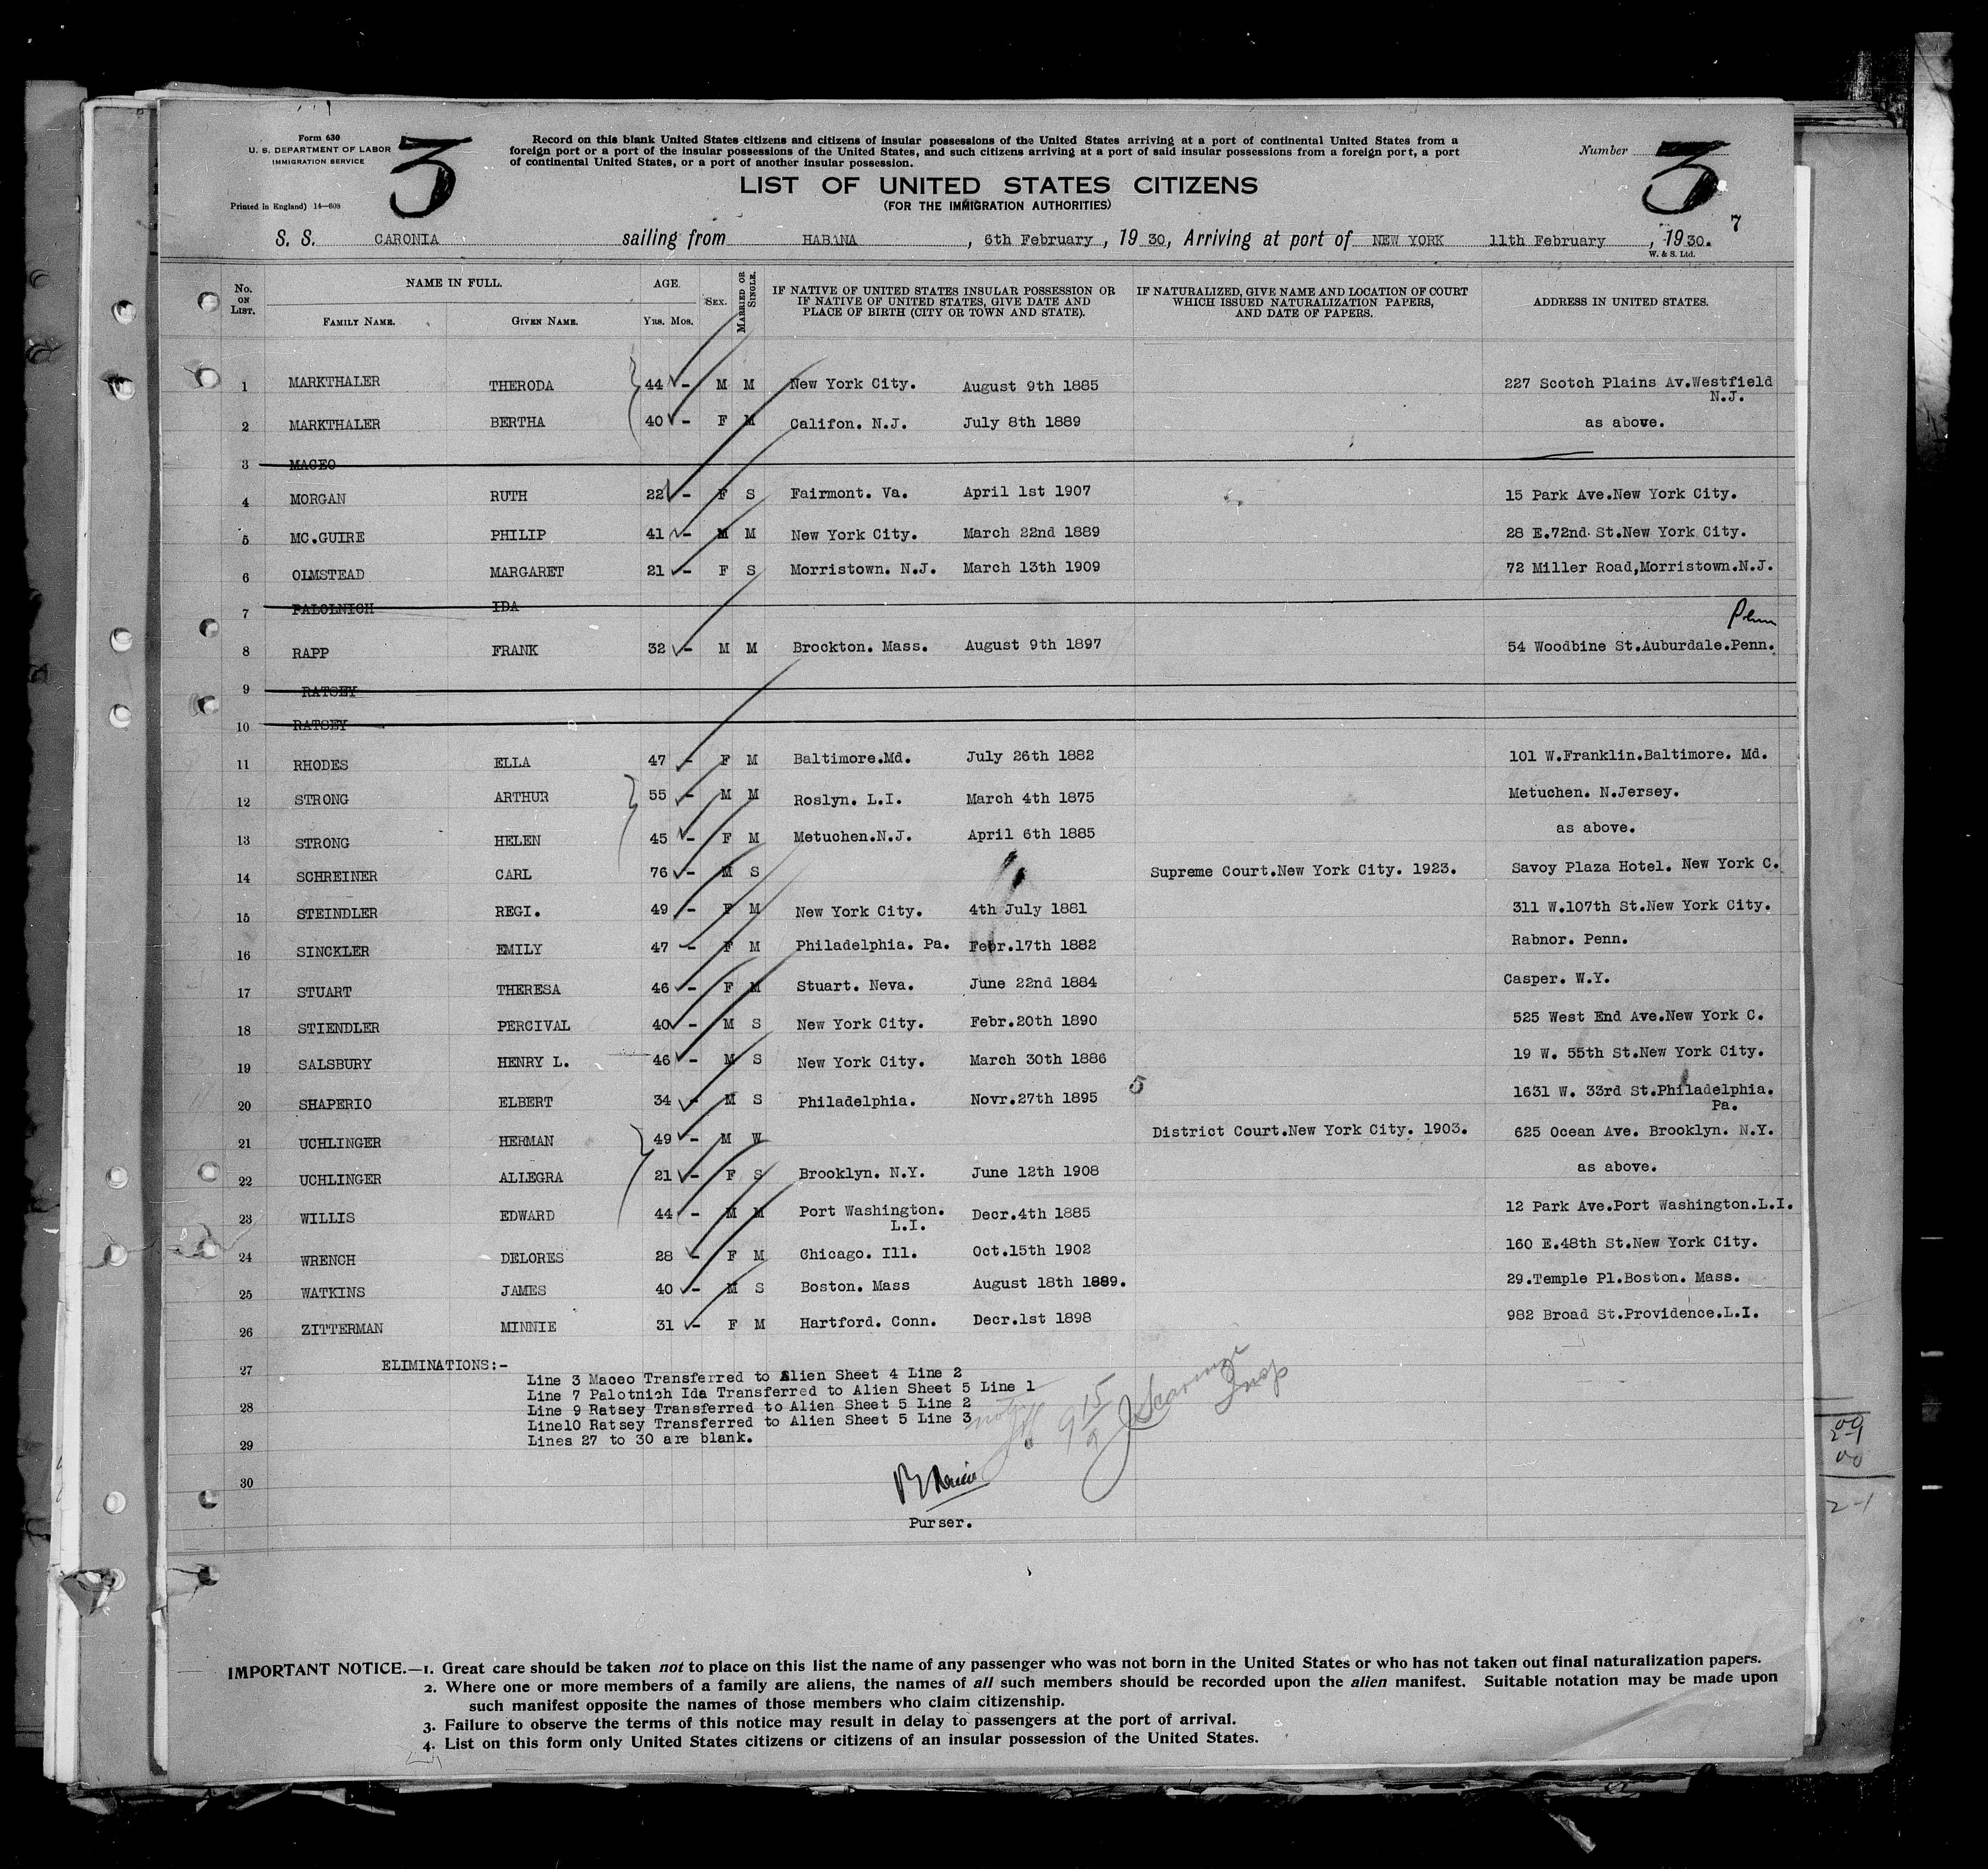 Form 630
U. S. DEPARTMENT OF LABOR
IMMIGRATION SERVICE
Printed in England) 14—608
3
Record on this blank United States citizens and citizens of insular possessions of the United States arriving at a port of continental United States from a
foreign port or a port of the insular possessions of the United States, and such citizens arriving at a port of said insular possessions from a foreign port, a port
of continental United States, or a port of another insular possession.
LIST OF UNITED STATES CITIZENS
(FOR THE IMMIGRATION AUTHORITIES)
Number 3
7
S. S. CARONIA sailing from HABANA, 6th February, 1930, Arriving at port of NEW YORK 11th February, 1930.
W. & S. Ltd.
No. ON LIST. NAME IN FULL. FAMILY NAME. GIVEN NAME. AGE. YRS. MOS. SEX. MARRIED OR SINGLE. IF NATIVE OF UNITED STATES INSULAR POSSESSION OR IF NATIVE OF UNITED STATES, GIVE DATE AND PLACE OF BIRTH (CITY OR TOWN AND STATE). IF NATURALIZED, GIVE NAME AND LOCATION OF COURT WHICH ISSUED NATURALIZATION PAPERS, AND DATE OF PAPERS. ADDRESS IN UNITED STATES.
1 MARKTHALER THERODA 44 - M M New York City. August 9th 1885 227 Scotch Plains Av.Westfield N.J.
2 MARKTHALER BERTHA 40 - F M Califon. N.J. July 8th 1889 as above.
3 MACEO
4 MORGAN RUTH 22 - F S Fairmont. Va. April 1st 1907 15 Park Ave.New York City.
5 MC.GUIRE PHILIP 41 - M M New York City. March 22nd 1889 28 E.72nd St.New York City.
6 OLMSTEAD MARGARET 21 - F S Morristown. N.J. March 13th 1909 72 Miller Road,Morristown.N.J.
7 PALOLNICH IDA
Penn
8 RAPP FRANK 32 - M M Brockton. Mass. August 9th 1897 54 Woodbine St.Auburdale.Penn.
9 RATSEY
10 RATSEY
11 RHODES ELLA 47 - F M Baltimore.Md. July 26th 1882 101 W.Franklin.Baltimore. Md.
12 STRONG ARTHUR 55 - M M Roslyn. L.I. March 4th 1875 Metuchen. N.Jersey.
13 STRONG HELEN 45 - F M Metuchen.N.J. April 6th 1885 as above.
14 SCHREINER CARL 76 - M S Supreme Court.New York City. 1923. Savoy Plaza Hotel. New York C.
15 STEINDLER REGI. 49 - F M New York City. 4th July 1881 311 W.107th St.New York City.
16 SINCKLER EMILY 47 - F M Philadelphia. Pa. Febr.17th 1882 Rabnor. Penn.
17 STUART THERESA 46 - F M Stuart. Neva. June 22nd 1884 Casper. W.Y.
18 STIENDLER PERCIVAL 40 - M S New York City. Febr.20th 1890 525 West End Ave.New York C.
19 SALSBURY HENRY L. 46 - M S New York City. March 30th 1886 19 W. 55th St.New York City.
20 SHAPERIO ELBERT 34 - M S Philadelphia. Novr.27th 1895 5 1631 W. 33rd St.Philadelphia. Pa.
21 UCHLINGER HERMAN 49 - M W District Court.New York City. 1903. 625 Ocean Ave. Brooklyn. N.Y.
22 UCHLINGER ALLEGRA 21 - F S Brooklyn. N.Y. June 12th 1908 as above.
23 WILLIS EDWARD 44 - M M Port Washington. L.I. Decr.4th 1885 12 Park Ave.Port Washington.L.I.
24 WRENCH DELORES 28 - F M Chicago. Ill. Oct.15th 1902 160 E.48th St.New York City.
25 WATKINS JAMES 40 - M S Boston. Mass August 18th 1889. 29.Temple Pl.Boston. Mass.
26 ZITTERMAN MINNIE 31 - F M Hartford. Conn. Decr.1st 1898 982 Broad St.Providence.L.I.
27 ELIMINATIONS:-
Line 3 Maceo Transferred to Alien Sheet 4 Line 2
Line 7 Palotnich Ida Transferred to Alien Sheet 5 Line 1
28 Line 9 Ratsey Transferred to Alien Sheet 5 Line 2
Line10 Ratsey Transferred to Alien Sheet 5 Line 3
29 Lines 27 to 30 are blank.
30
Insp
Purser.
IMPORTANT NOTICE.—1. Great care should be taken not to place on this list the name of any passenger who was not born in the United States or who has not taken out final naturalization papers.
2. Where one or more members of a family are aliens, the names of all such members should be recorded upon the alien manifest. Suitable notation may be made upon
such manifest opposite the names of those members who claim citizenship.
3. Failure to observe the terms of this notice may result in delay to passengers at the port of arrival.
4. List on this form only United States citizens or citizens of an insular possession of the United States.